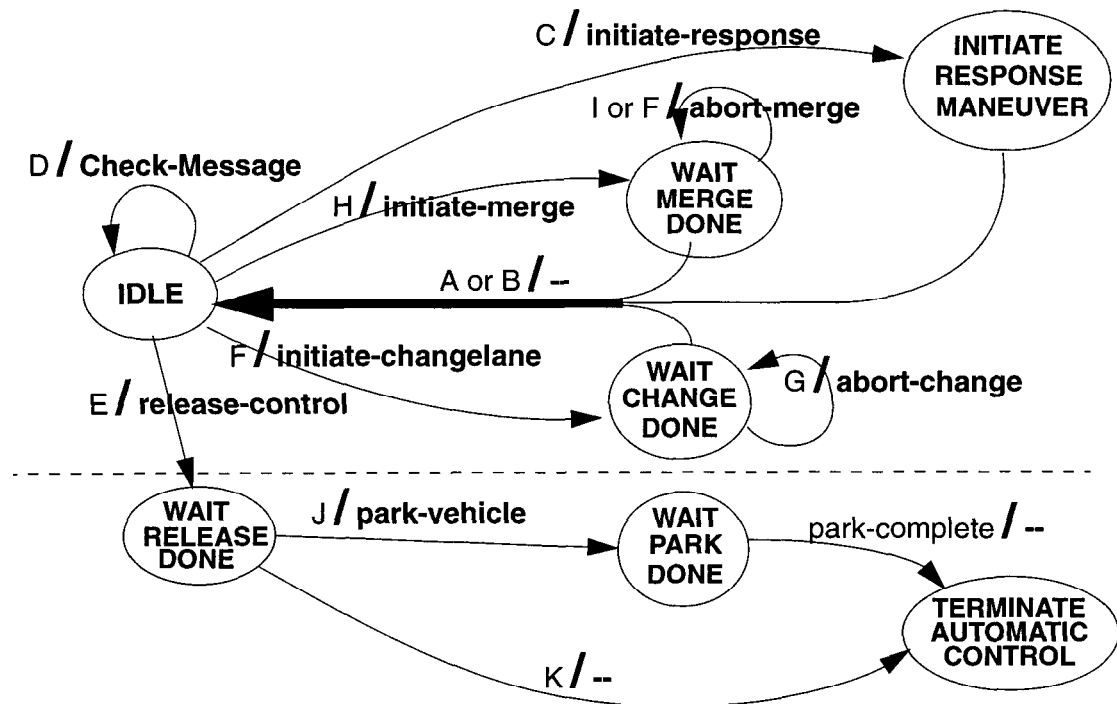 C / initiate-response
INITIATE
RESPONSE
MANEUVER
I or F / abort-merge
D / Check-Message
WAIT
MERGE
DONE
H / initiate-merge
A or B / --
IDLE
F / initiate-changelane
WAIT
CHANGE
DONE
G / abort-change
E / release-control
WAIT
RELEASE
DONE
J / park-vehicle
WAIT
PARK
DONE
park-complete / --
TERMINATE
AUTOMATIC
CONTROL
K / --